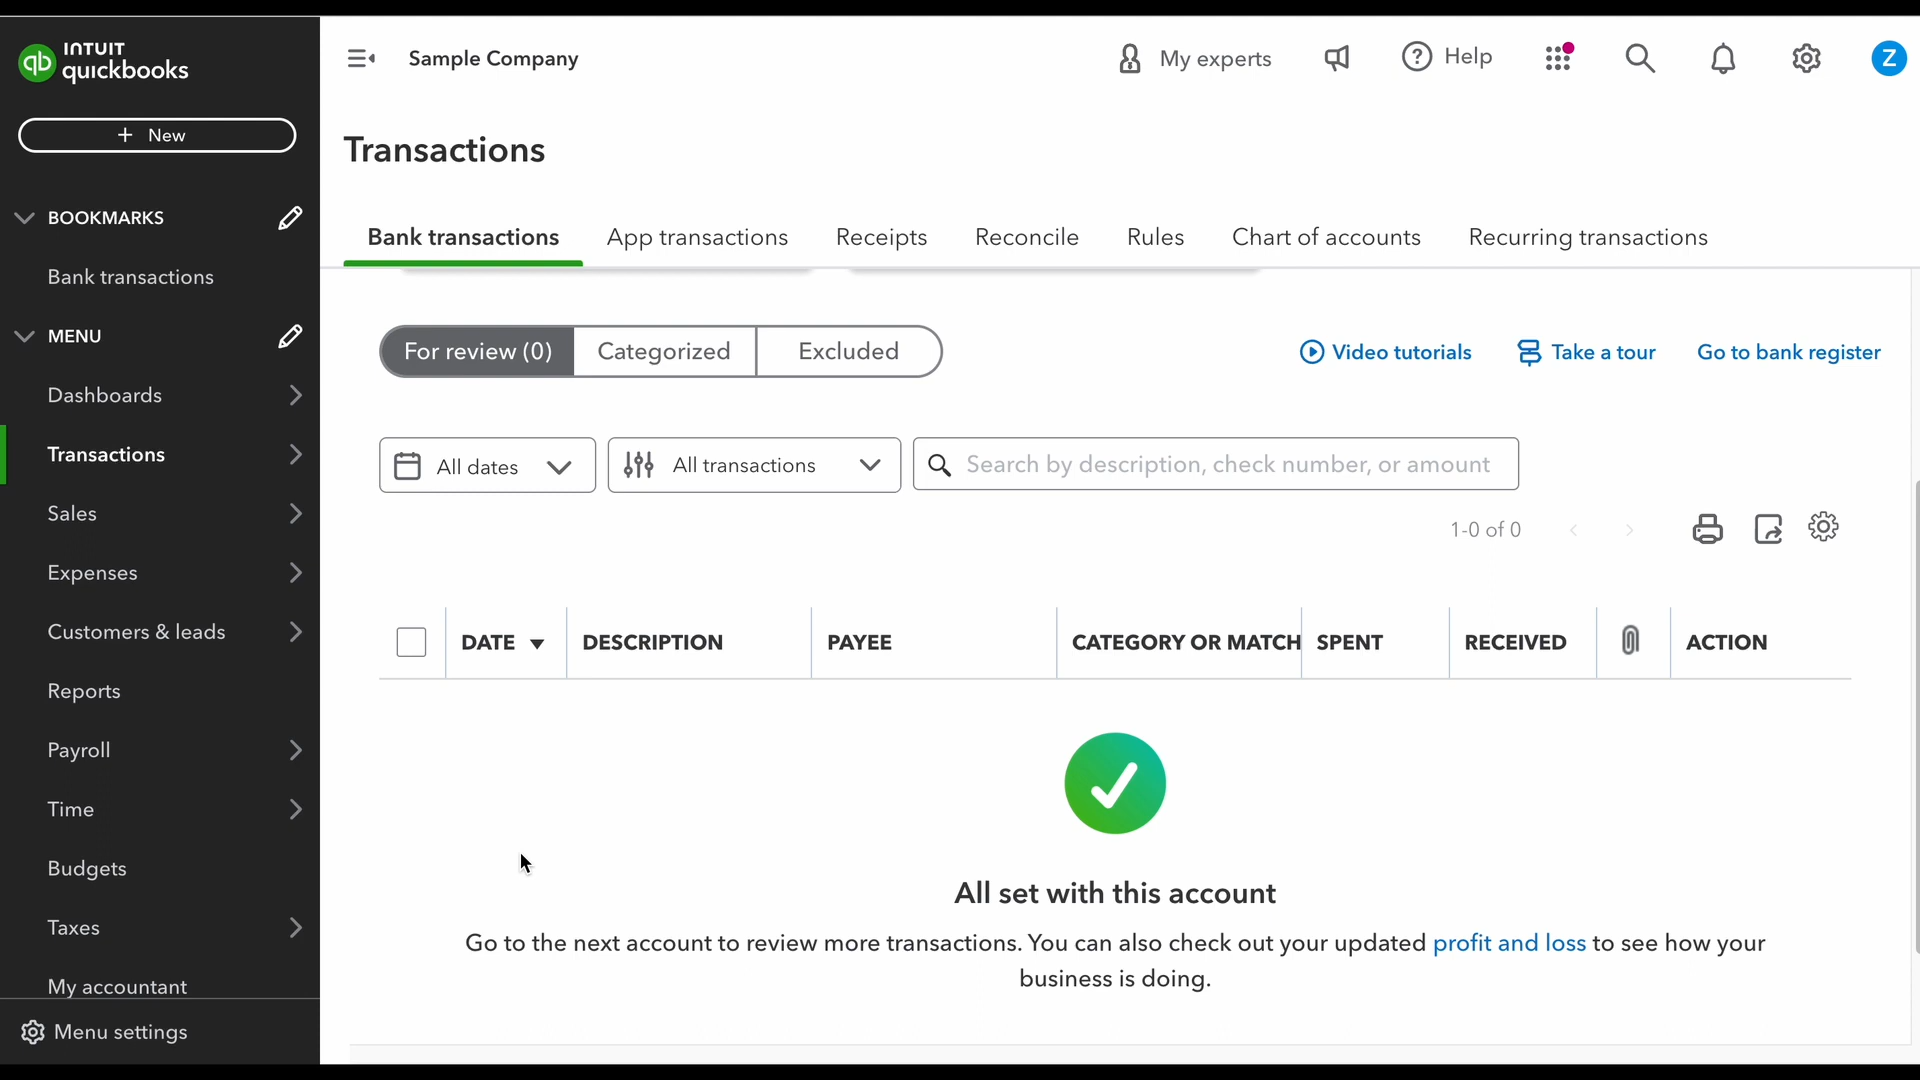 INTUIT
quickbooks
+ New
BOOKMARKS
Bank transactions
MENU
Dashboards
Transactions
Sales
Expenses
Customers & leads
Reports
Payroll
Time
Budgets
Taxes
My accountant
Menu settings
Sample Company
My experts
Help
Z
Transactions
Bank transactions
App transactions
Receipts
Reconcile
Rules
Chart of accounts
Recurring transactions
For review (0)
Categorized
Excluded
Video tutorials
Take a tour
Go to bank register
All dates
All transactions
Search by description, check number, or amount
1-0 of 0
DATE
DESCRIPTION
PAYEE
CATEGORY OR MATCH
SPENT
RECEIVED
ACTION
All set with this account
Go to the next account to review more transactions. You can also check out your updated profit and loss to see how your
business is doing.